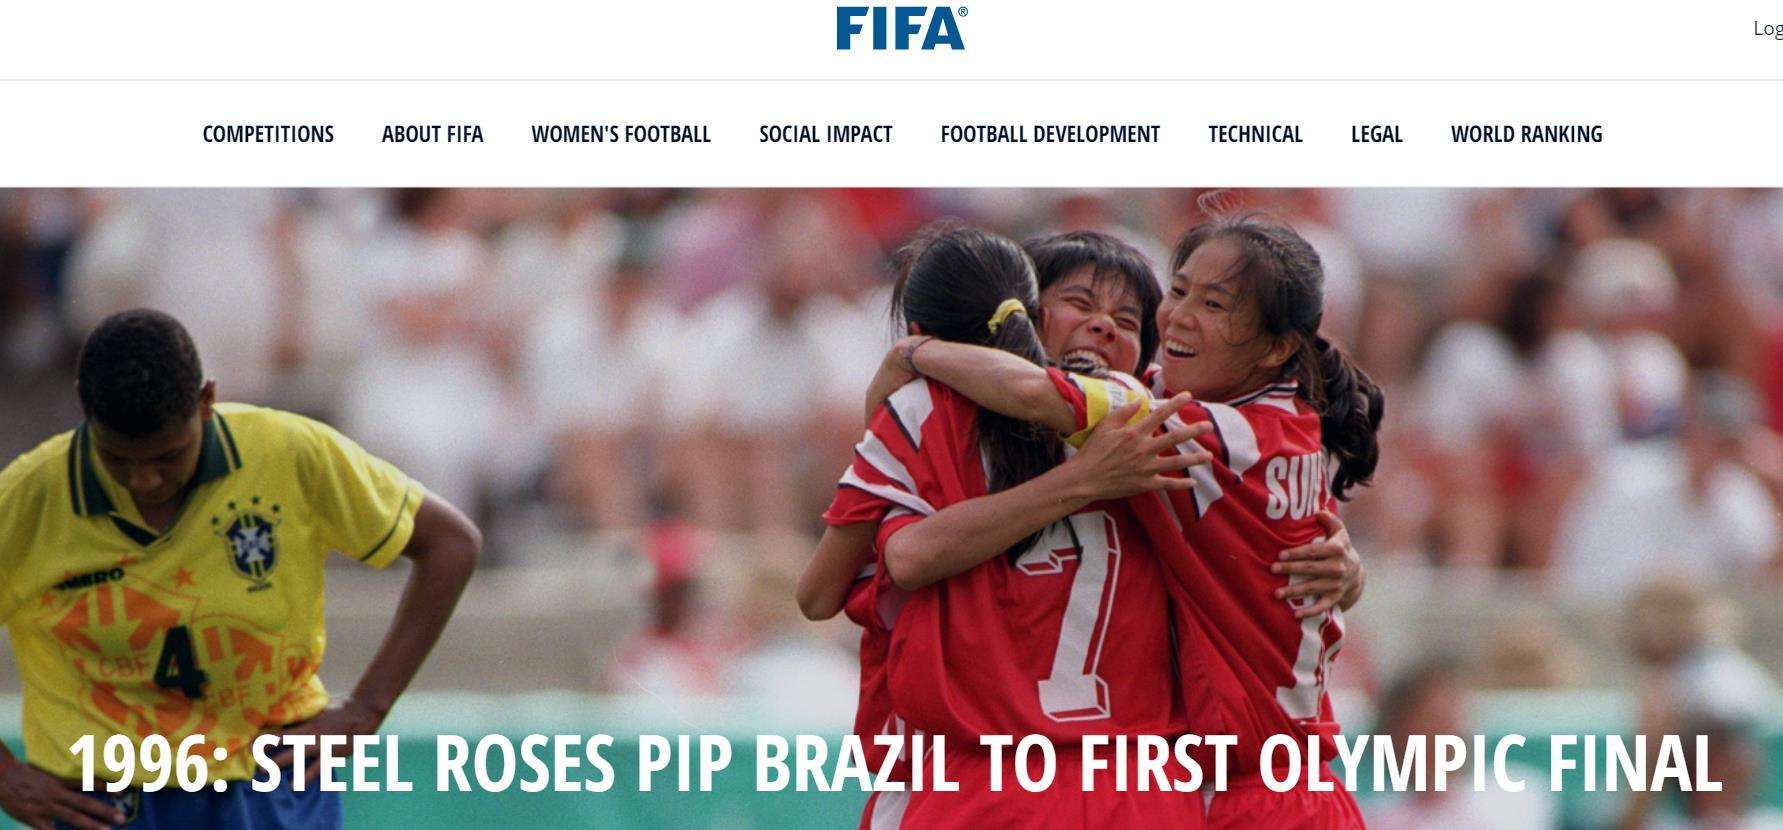 FIFA®
COMPETITIONS ABOUT FIFA WOMEN'S FOOTBALL SOCIAL IMPACT FOOTBALL DEVELOPMENT TECHNICAL LEGAL WORLD RANKING
SUN
UMBRO
7
4
CBF
CBF
1996: STEEL ROSES PIP BRAZIL TO FIRST OLYMPIC FINAL